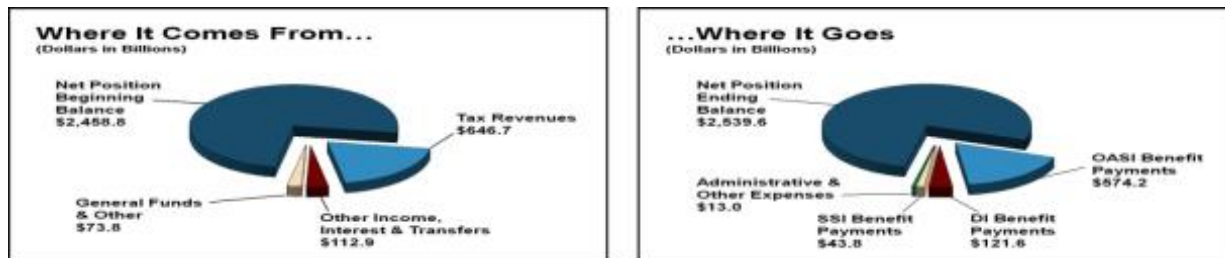 Where It Comes From...
(Dollars in Billions)
Net Position
Beginning
Balance
$2,458.8
Tax Revenues
$646.7
General Funds
& Other
$73.8
Other Income,
Interest & Transfers
$112.9
...Where It Goes
(Dollars in Billions)
Net Position
Ending
Balance
$2,539.6
OASI Benefit
Payments
$574.2
Administrative &
Other Expenses
$13.0
SSI Benefit
Payments
$43.8
DI Benefit
Payments
$121.6